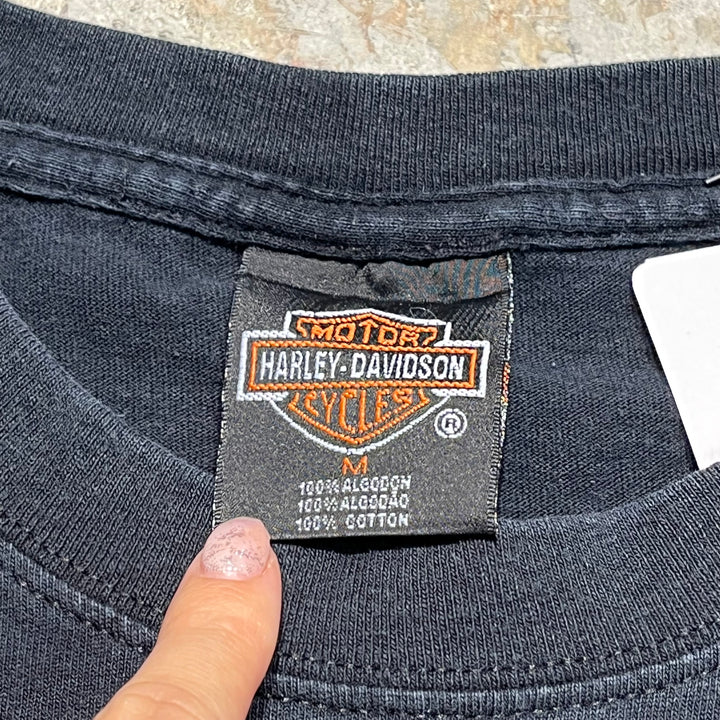 MOTOR
HARLEY-DAVIDSON
CYCLES
®
M
100% ALGODON
100% ALGODÃO
100% COTTON